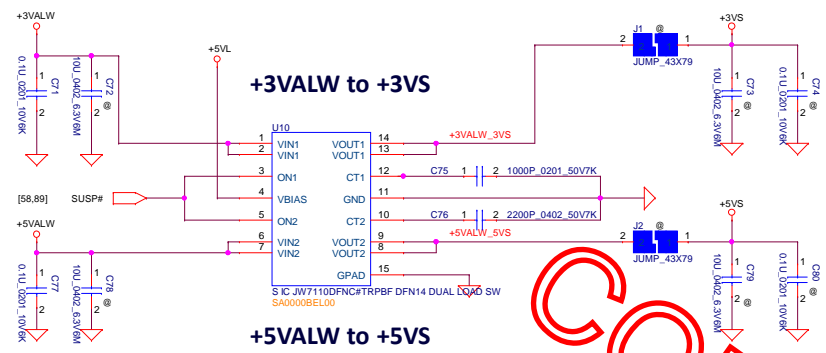 +3VALW
+5VL
+3VALW to +3VS
J1 @
2 1
JUMP_43X79
+3VS
0.1U_0201_10V6K
1
2
C71
10U_0402_6.3V6M
1
2
C72
@
10U_0402_6.3V6M
1
2
C73
@
0.1U_0201_10V6K
1
2
C74
U10
1 VIN1 VOUT1 14
2 VIN1 VOUT1 13
+3VALW_3VS
3 ON1 CT1 12
C75 1 2 1000P_0201_50V7K
4 VBIAS GND 11
5 ON2 CT2 10
C76 1 2 2200P_0402_50V7K
6 VIN2 VOUT2 9
7 VIN2 VOUT2 8
+5VALW_5VS
GPAD 15
S IC JW7110DFNC#TRPBF DFN14 DUAL LOAD SW
SA0000BEL00
[58,89] SUSP#
+5VALW
0.1U_0201_10V6K
1
2
C77
10U_0402_6.3V6M
1
2
C78
@
J2 @
2 1
JUMP_43X79
+5VS
10U_0402_6.3V6M
1
2
C79
@
0.1U_0201_10V6K
1
2
C80
+5VALW to +5VS